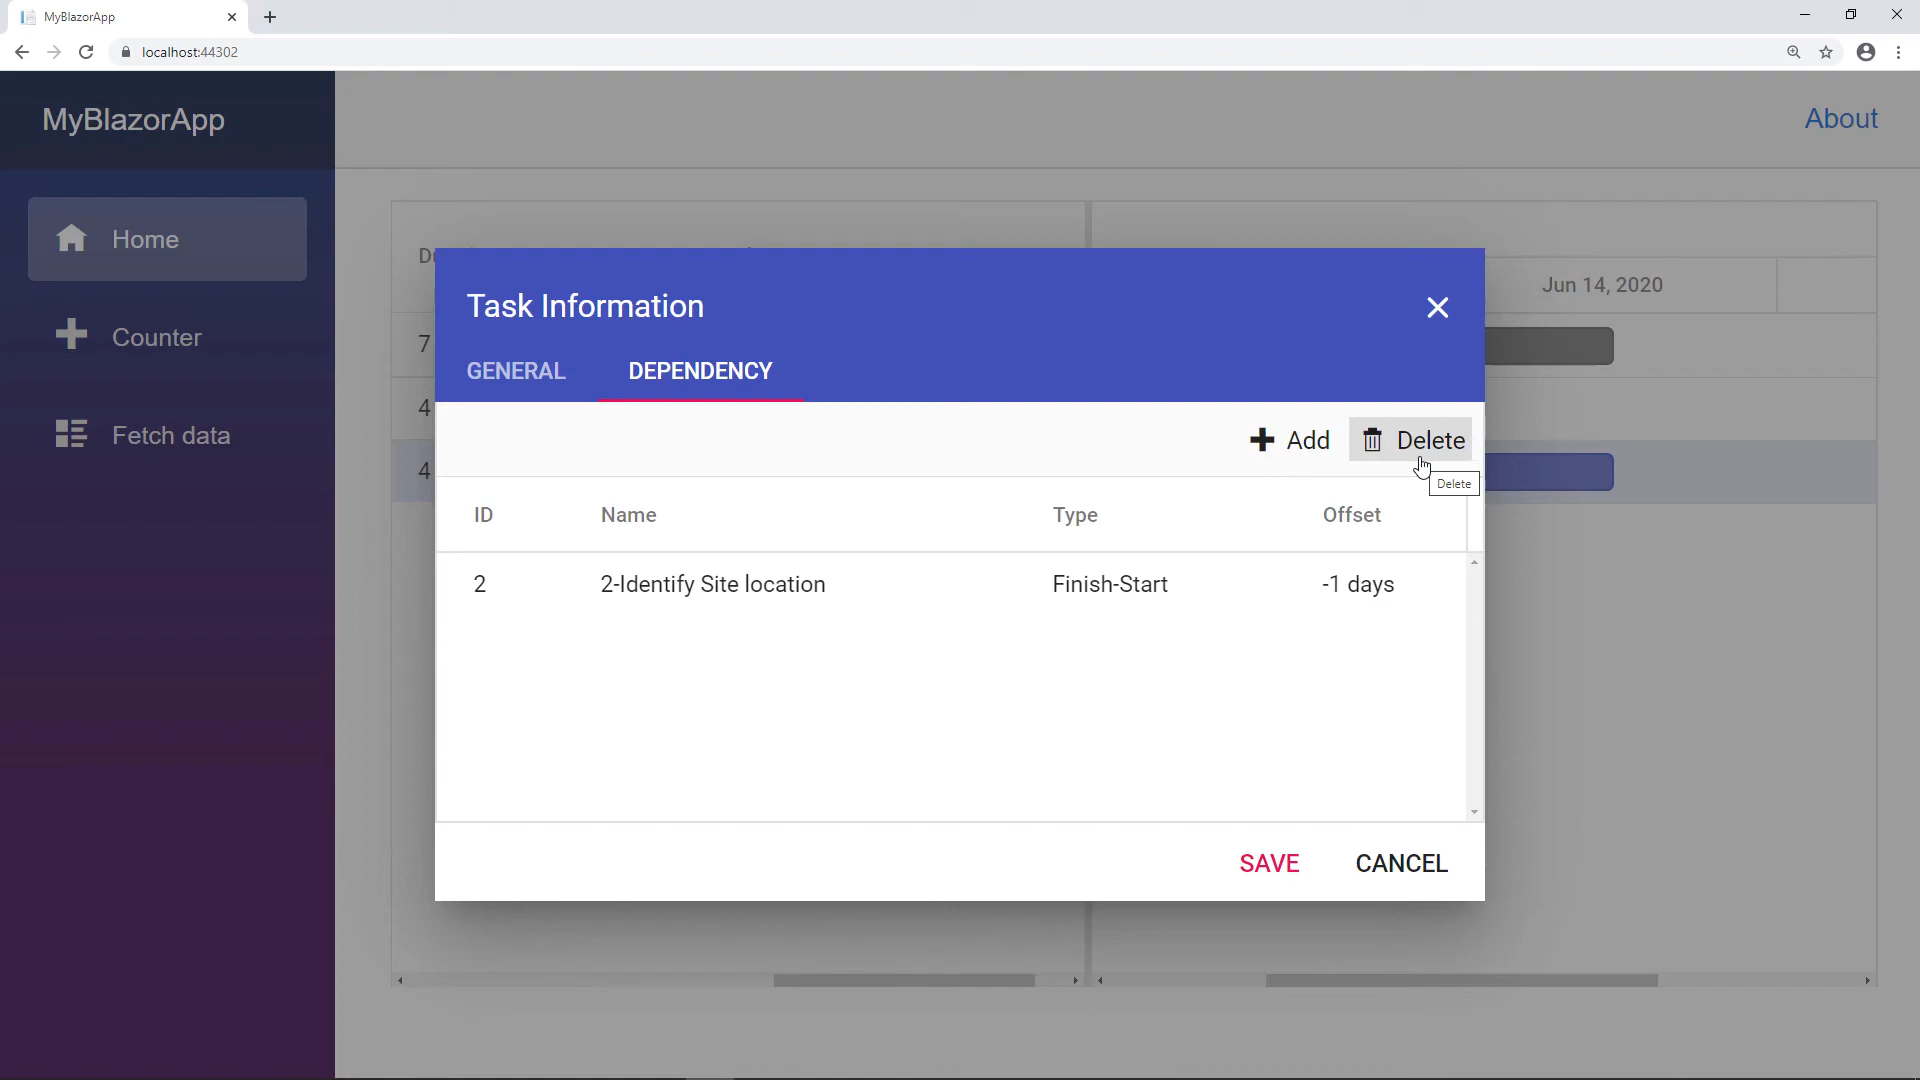 MyBlazorApp
localhost:44302
MyBlazorApp
About
Home
Counter
Fetch data
Jun 14, 2020
7
4
4
Task Information
GENERAL DEPENDENCY
Add Delete
Delete
ID Name Type Offset
2 2-Identify Site location Finish-Start -1 days
SAVE CANCEL